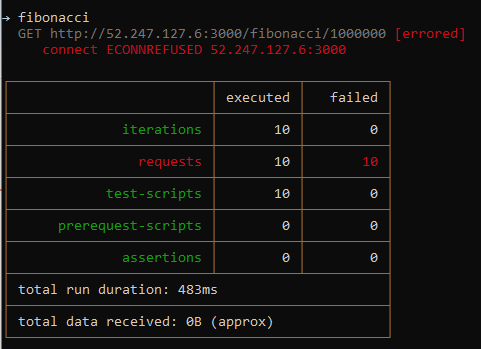 → fibonacci
GET http://52.247.127.6:3000/fibonacci/1000000 [errored]
connect ECONNREFUSED 52.247.127.6:3000
executed failed
iterations 10 0
requests 10 10
test-scripts 10 0
prerequest-scripts 0 0
assertions 0 0
total run duration: 483ms
total data received: 0B (approx)